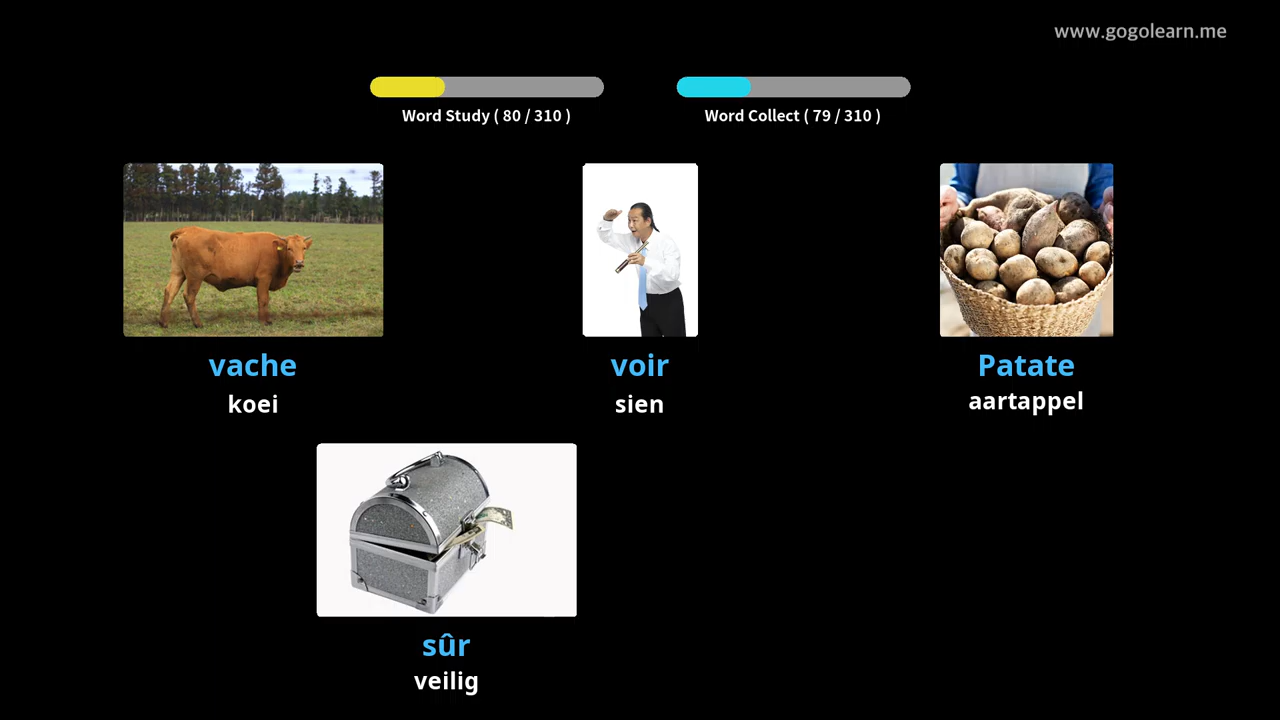 www.gogolearn.me
Word Study ( 80 / 310 )
Word Collect ( 79 / 310 )
vache
koei
voir
sien
Patate
aartappel
sûr
veilig